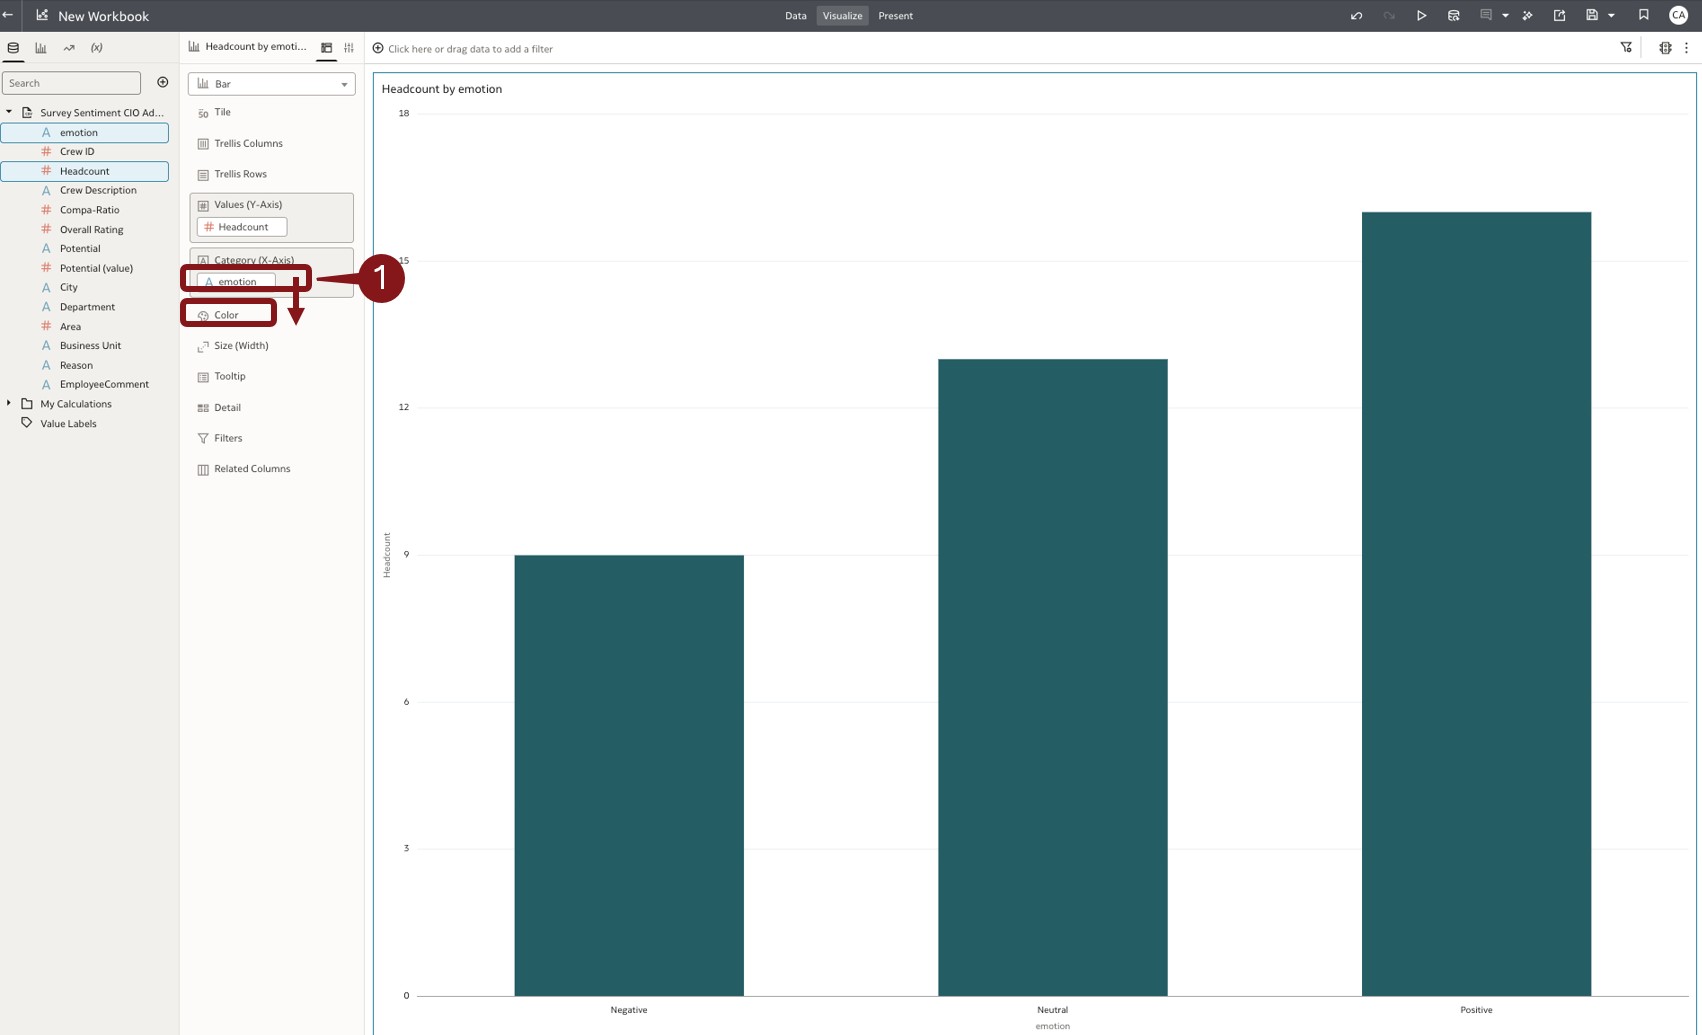 New Workbook
Data Visualize Present
CA
(x)
Headcount by emoti...
Click here or drag data to add a filter
Search
Bar
Headcount by emotion
Survey Sentiment CIO Ad...
emotion
Crew ID
Headcount
Crew Description
Compa-Ratio
Overall Rating
Potential
Potential (value)
City
Department
Area
Business Unit
Reason
EmployeeComment
My Calculations
Value Labels
Tile
Trellis Columns
Trellis Rows
Values (Y-Axis)
# Headcount
Category (X-Axis)
A emotion
1
Color
Size (Width)
Tooltip
Detail
Filters
Related Columns
18
15
12
9
6
3
0
Headcount
Negative
Neutral
Positive
emotion